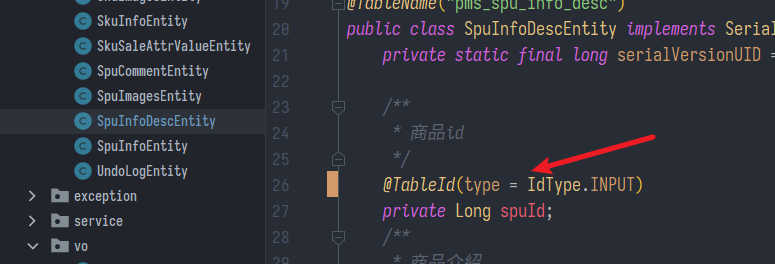 SkuImagesEntity
SkuInfoEntity
SkuSaleAttrValueEntity
SpuCommentEntity
SpuImagesEntity
SpuInfoDescEntity
SpuInfoEntity
UndoLogEntity
exception
service
vo
19 @TableName("pms_spu_info_desc")
20 public class SpuInfoDescEntity implements Serial
21 private static final long serialVersionUID =
22
23 /**
24 * 商品id
25 */
26 @TableId(type = IdType.INPUT)
27 private Long spuId;
28 /**
29 * 商品介绍